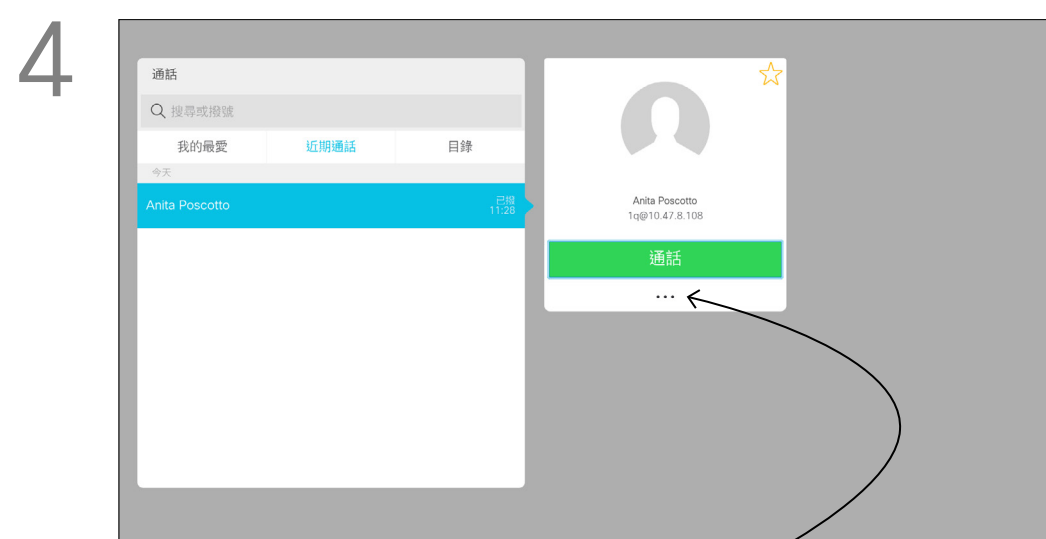 4
通話
搜尋或撥號
我的最愛 近期通話 目錄
今天
Anita Poscotto
已撥
11:28
Anita Poscotto
1q@10.47.8.108
通話
...